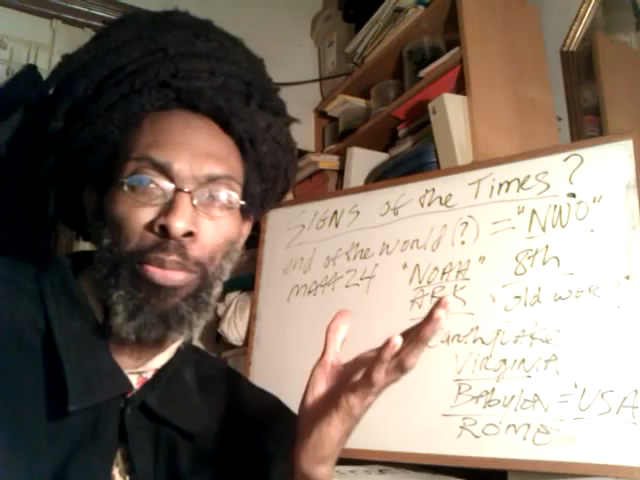 SIGNS of the Times?
end of the world (?) = "NWO"
MATT 24 "NOAH" 8th
ARK "old world"
earthquake
VIRGINIA
BABYLON = "USA
ROME